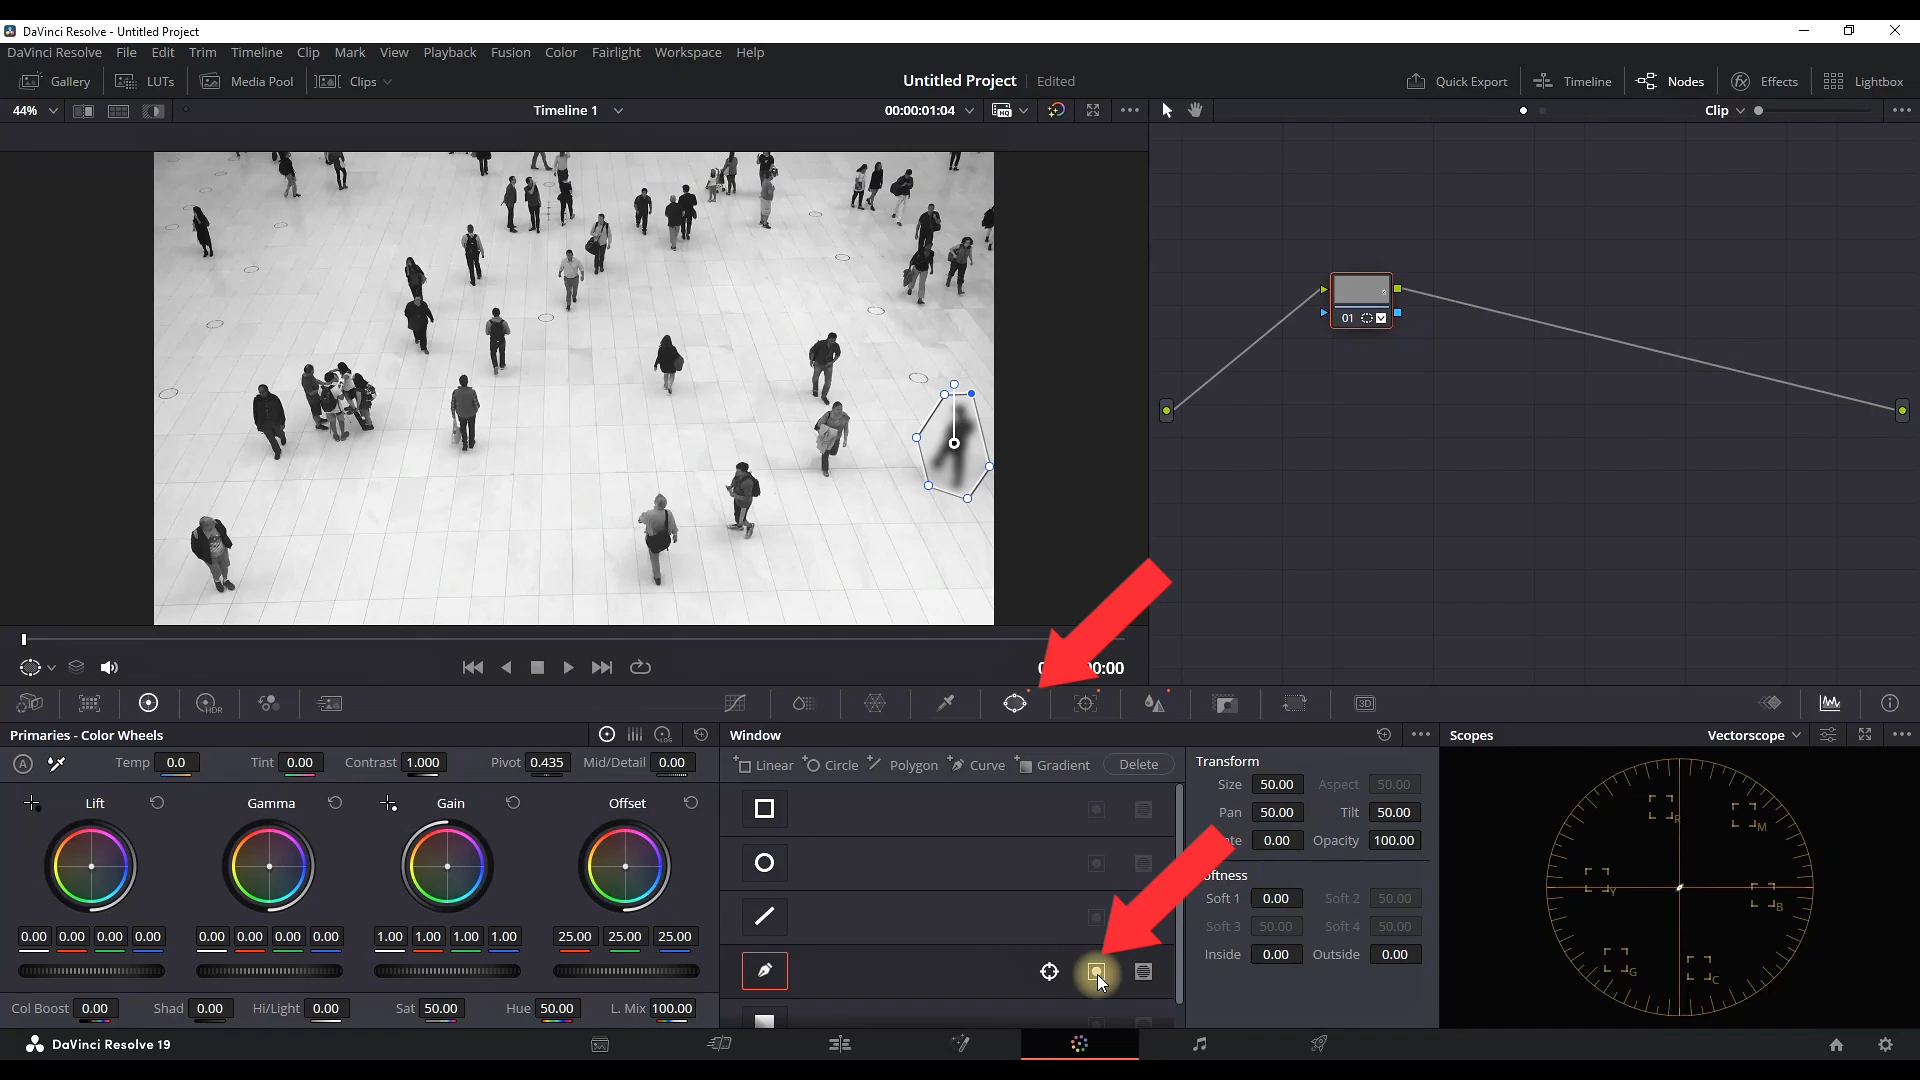 DaVinci Resolve - Untitled Project
DaVinci Resolve File Edit Trim Timeline Clip Mark View Playback Fusion Color Fairlight Workspace Help
Gallery LUTs Media Pool Clips Untitled Project Edited Quick Export Timeline Nodes Effects Lightbox
44% Timeline 1 00:00:01:04 HQ Clip
01
HDR 3D
Primaries - Color Wheels LOG Window Scopes Vectorscope
A Temp 0.0 Tint 0.00 Contrast 1.000 Pivot 0.435 Mid/Detail 0.00 Linear Circle Polygon Curve Gradient Delete Transform
Size 50.00 Aspect 50.00
Lift Gamma Gain Offset
Pan 50.00 Tilt 50.00
0.00 Opacity 100.00
R M
Y B
G C
Soft 1 0.00 Soft 2 50.00
Soft 3 50.00 Soft 4 50.00
0.00 0.00 0.00 0.00 0.00 0.00 0.00 0.00 1.00 1.00 1.00 1.00 25.00 25.00 25.00
Inside 0.00 Outside 0.00
Col Boost 0.00 Shad 0.00 Hi/Light 0.00 Sat 50.00 Hue 50.00 L. Mix 100.00
DaVinci Resolve 19